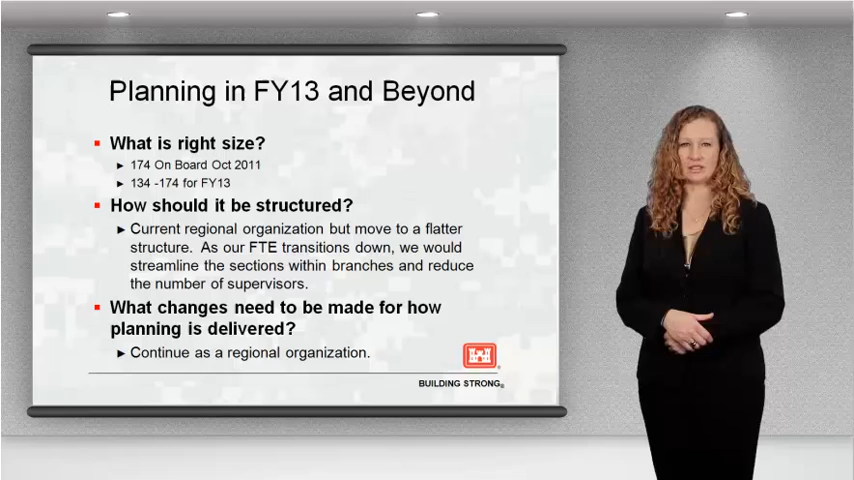 Planning in FY13 and Beyond
▪ What is right size?
► 174 On Board Oct 2011
► 134 -174 for FY13
▪ How should it be structured?
► Current regional organization but move to a flatter
structure. As our FTE transitions down, we would
streamline the sections within branches and reduce
the number of supervisors.
▪ What changes need to be made for how
planning is delivered?
► Continue as a regional organization.
®
BUILDING STRONG®